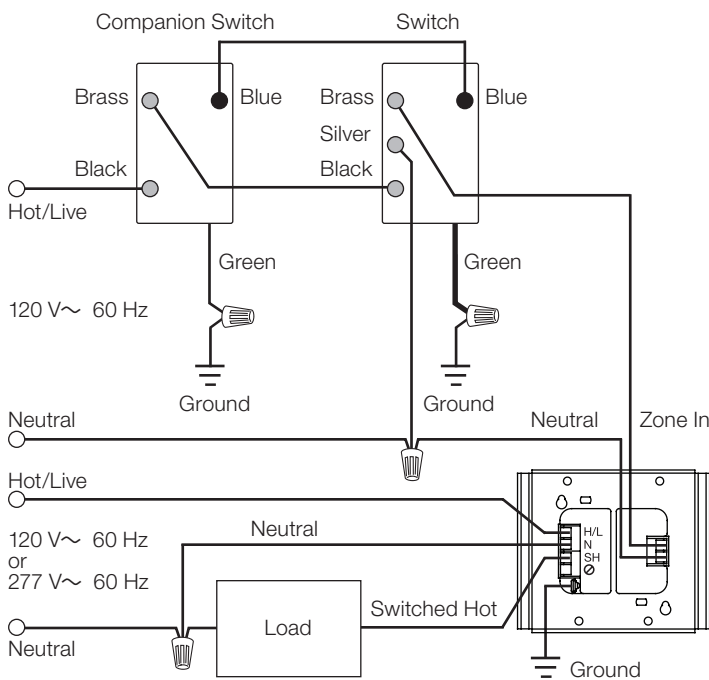 Companion Switch
Switch
Brass
Blue
Brass
Blue
Silver
Black
Black
Hot/Live
Green
Green
120 V~ 60 Hz
Ground
Ground
Neutral
Neutral
Zone In
Hot/Live
H/L
N
SH
Neutral
120 V~ 60 Hz
or
277 V~ 60 Hz
Load
Switched Hot
Neutral
Ground